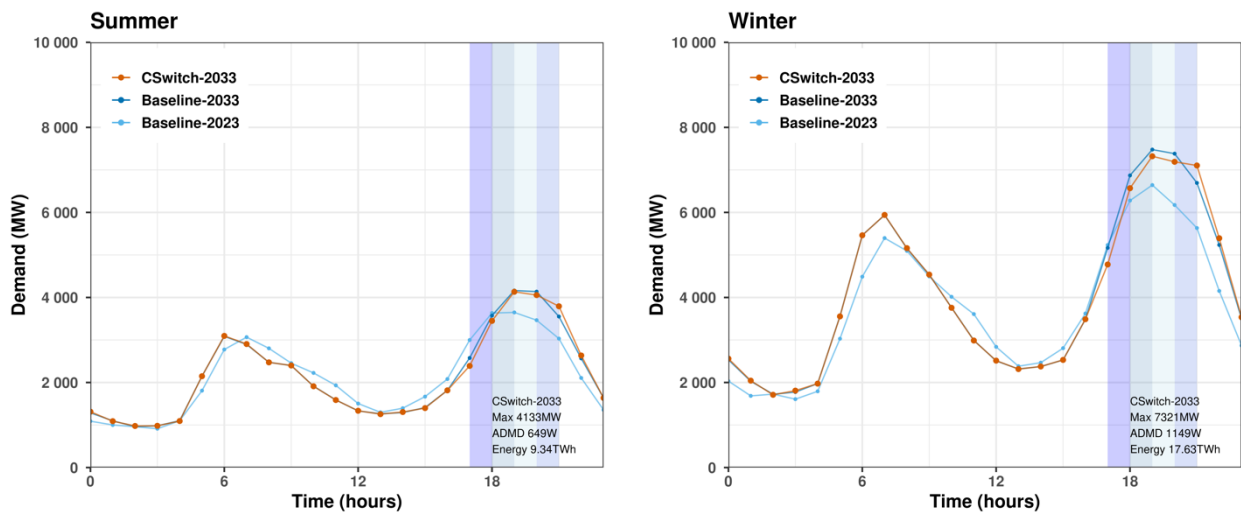 Summer
10 000
8 000
6 000
4 000
2 000
0
Demand (MW)
CSwitch-2033
Baseline-2033
Baseline-2023
CSwitch-2033
Max 4133MW
ADMD 649W
Energy 9.34TWh
0
6
12
18
Time (hours)
Winter
10 000
8 000
6 000
4 000
2 000
0
Demand (MW)
CSwitch-2033
Baseline-2033
Baseline-2023
CSwitch-2033
Max 7321MW
ADMD 1149W
Energy 17.63TWh
0
6
12
18
Time (hours)